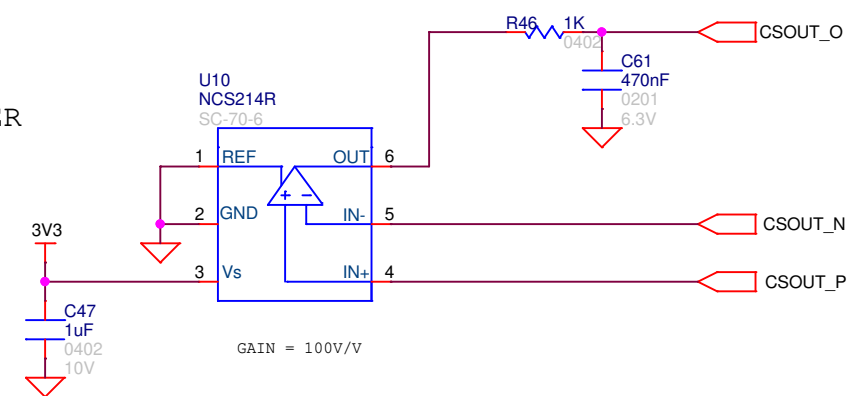 R46 1K
0402
CSOUT_O
C61
470nF
0201
6.3V
U10
NCS214R
SC-70-6
ER
1 REF OUT 6
+ −
2 GND IN- 5
CSOUT_N
3V3
3 Vs IN+ 4
CSOUT_P
C47
1uF
0402
10V
GAIN = 100V/V